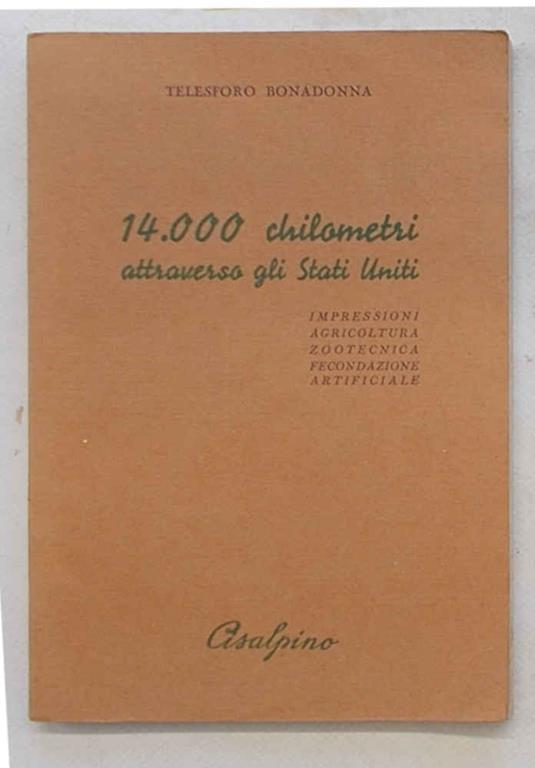 TELESFORO BONADONNA
14.000 chilometri
attraverso gli Stati Uniti
IMPRESSIONI
AGRICOLTURA
ZOOTECNICA
FECONDAZIONE
ARTIFICIALE
Cisalpino